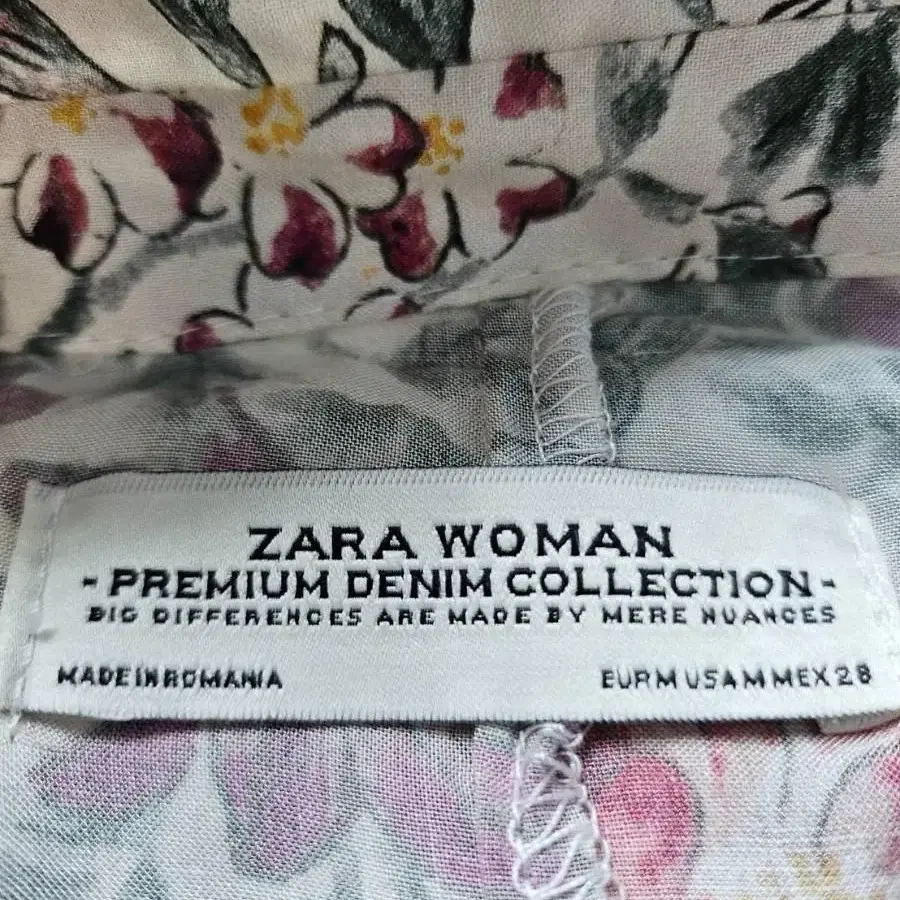 ZARA WOMAN
- PREMIUM DENIM COLLECTION -
BIG DIFFERENCES ARE MADE BY MERE NUANCES
MADE IN ROMANIA
EUR M USA M MEX 28